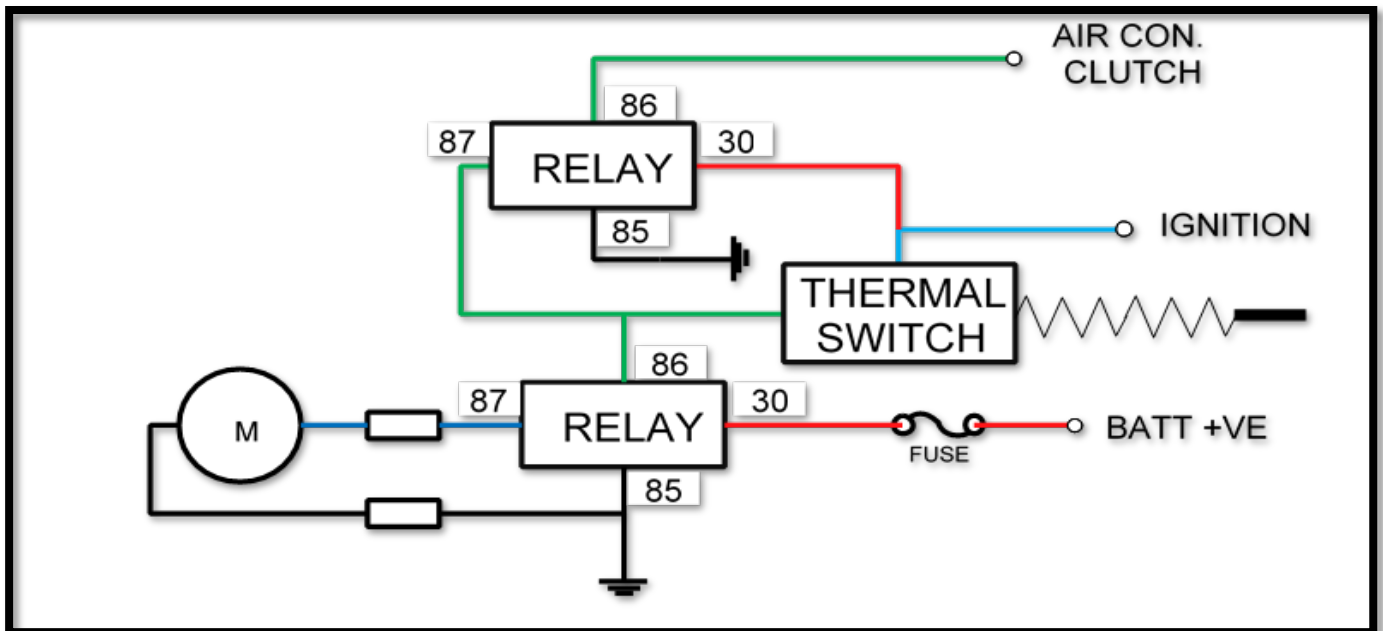 AIR CON.
CLUTCH
86
87
30
RELAY
85
IGNITION
THERMAL
SWITCH
86
87
30
RELAY
M
BATT +VE
FUSE
85